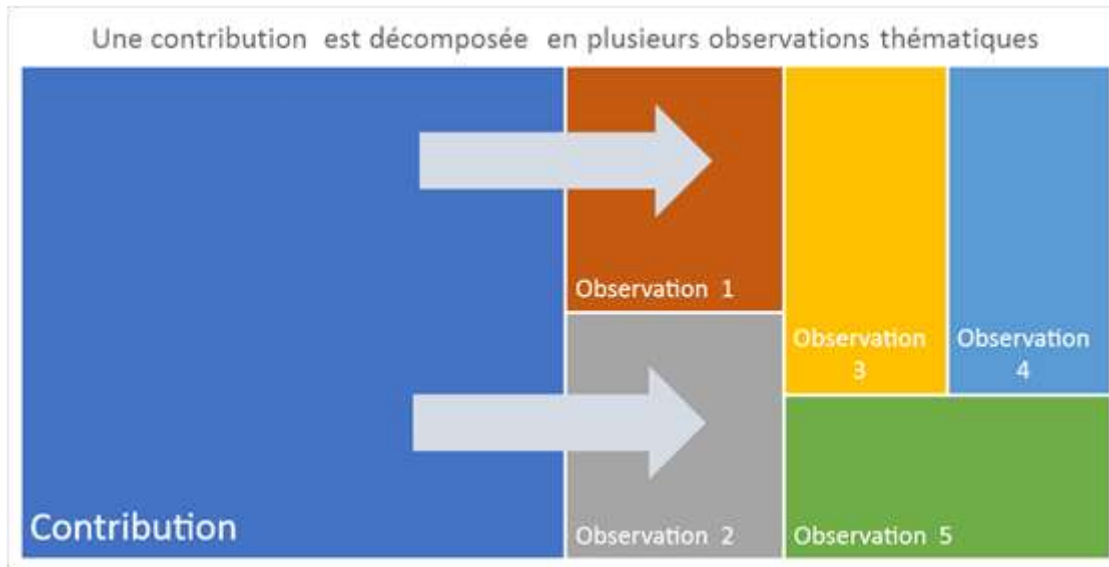 Une contribution est décomposée en plusieurs observations thématiques
Contribution
Observation 1
Observation 2
Observation
3
Observation
4
Observation 5